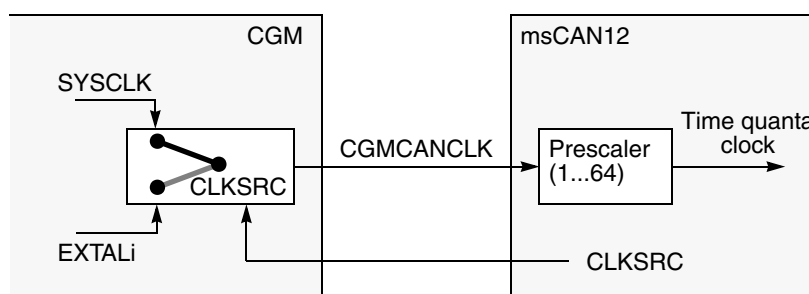 CGM
msCAN12
SYSCLK
CLKSRC
EXTALi
CGMCANCLK
Prescaler
(1...64)
Time quanta
clock
CLKSRC